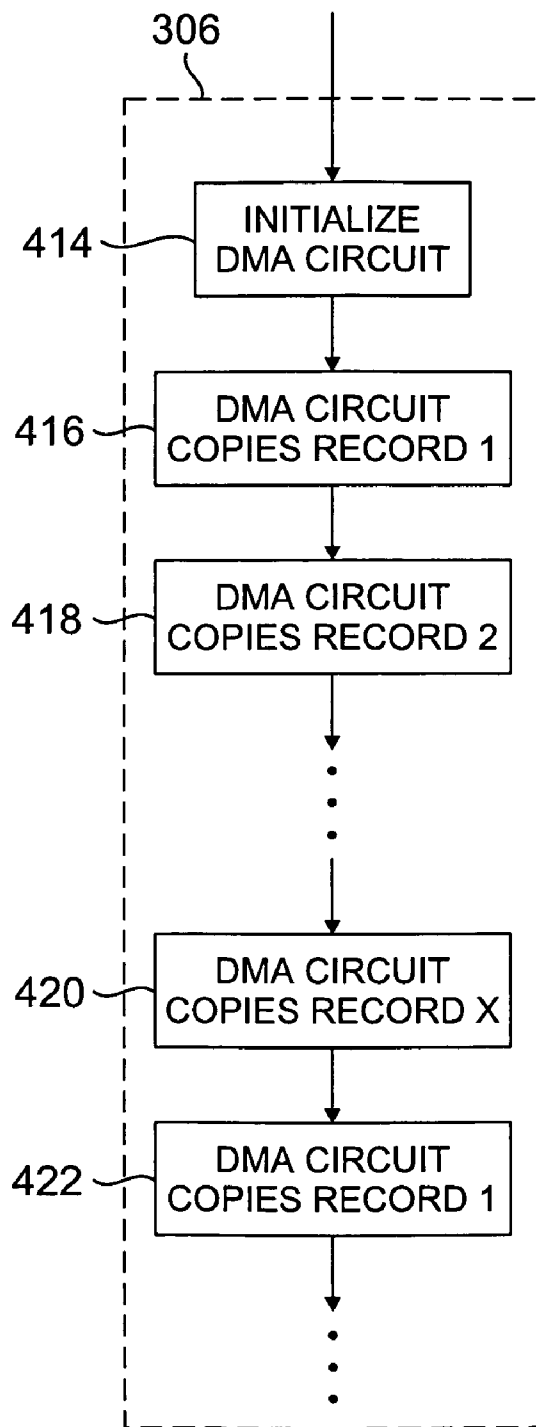 306
INITIALIZE
DMA CIRCUIT
414
DMA CIRCUIT
COPIES RECORD 1
416
DMA CIRCUIT
COPIES RECORD 2
418
DMA CIRCUIT
COPIES RECORD X
420
DMA CIRCUIT
COPIES RECORD 1
422